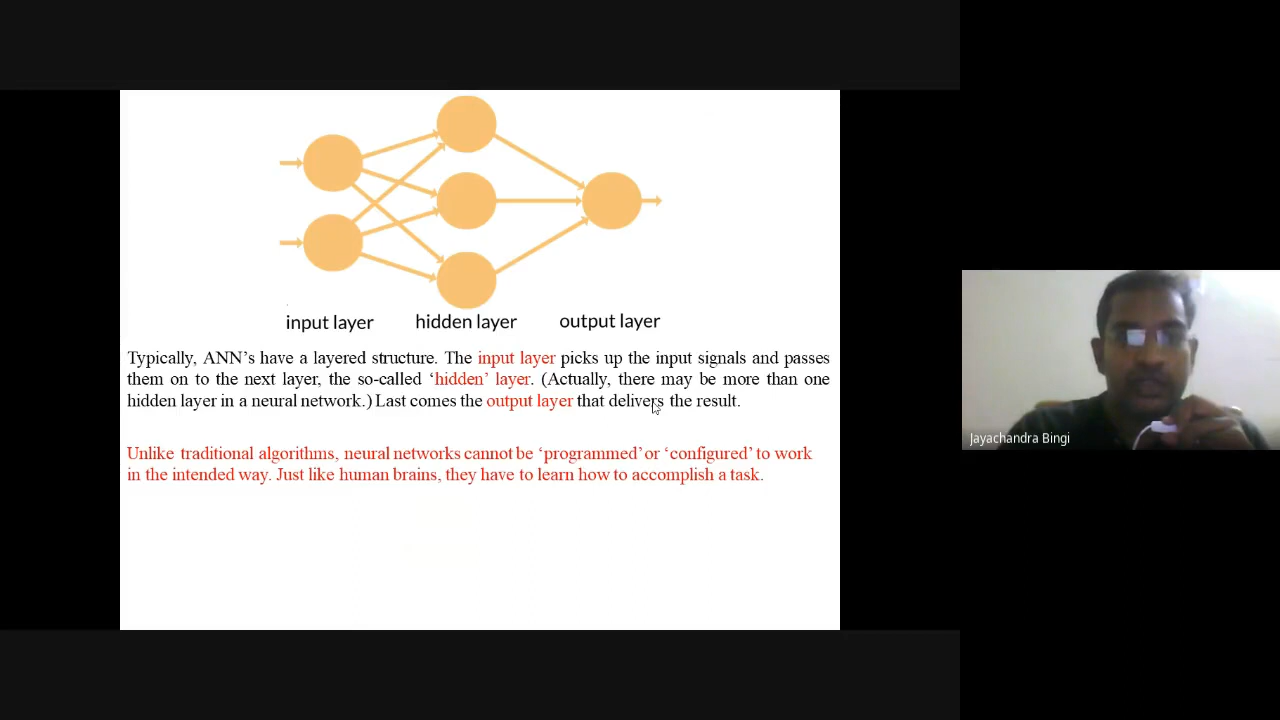 input layer hidden layer output layer
Typically, ANN’s have a layered structure. The input layer picks up the input signals and passes
them on to the next layer, the so-called ‘hidden’ layer. (Actually, there may be more than one
hidden layer in a neural network.) Last comes the output layer that delivers the result.
Unlike traditional algorithms, neural networks cannot be ‘programmed’ or ‘configured’ to work
in the intended way. Just like human brains, they have to learn how to accomplish a task.
Jayachandra Bingi